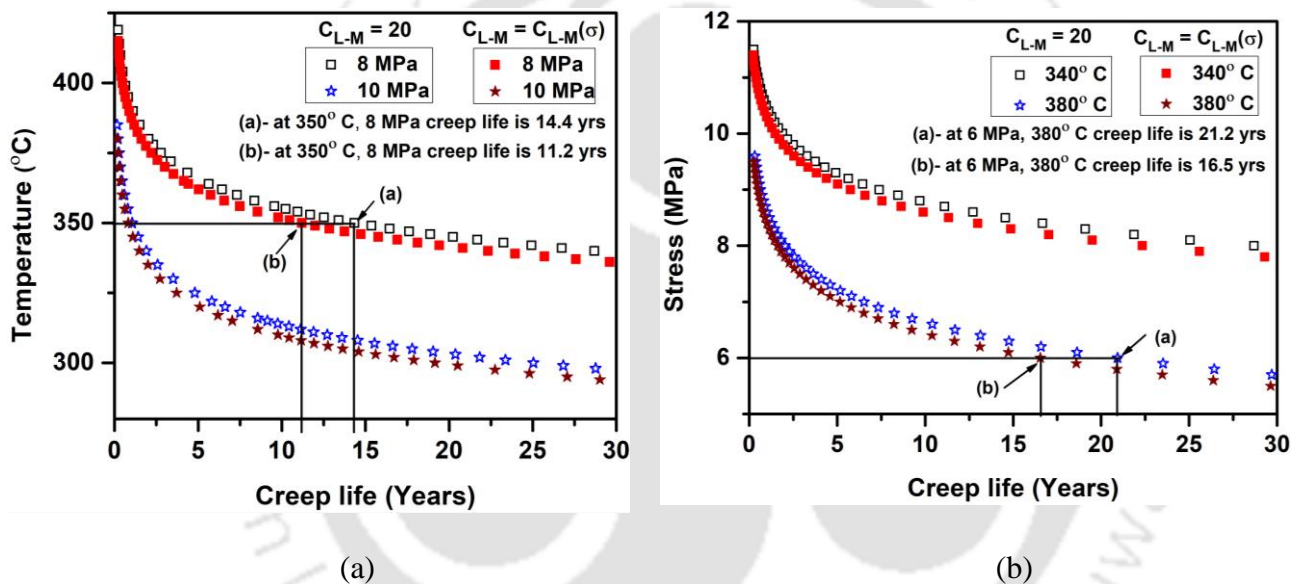 (a)
C_L-M = 20 C_L-M = C_L-M(σ)
8 MPa 8 MPa
10 MPa 10 MPa
(a)- at 350° C, 8 MPa creep life is 14.4 yrs
(b)- at 350° C, 8 MPa creep life is 11.2 yrs
(a)
(b)
400
350
300
Temperature (°C)
0 5 10 15 20 25 30
Creep life (Years)
(a)
(b)
C_L-M = 20 C_L-M = C_L-M(σ)
340° C 340° C
380° C 380° C
(a)- at 6 MPa, 380° C creep life is 21.2 yrs
(b)- at 6 MPa, 380° C creep life is 16.5 yrs
(a)
(b)
12
10
8
6
Stress (MPa)
0 5 10 15 20 25 30
Creep life (Years)
(b)